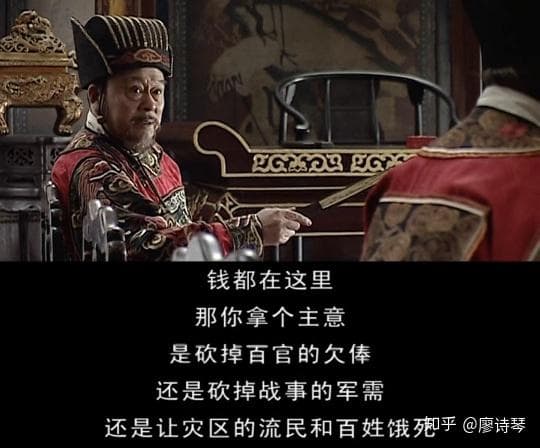 钱都在这里
那你拿个主意
是砍掉百官的欠俸
还是砍掉战事的军需
还是让灾区的流民和百姓饿死
知乎 @廖诗琴